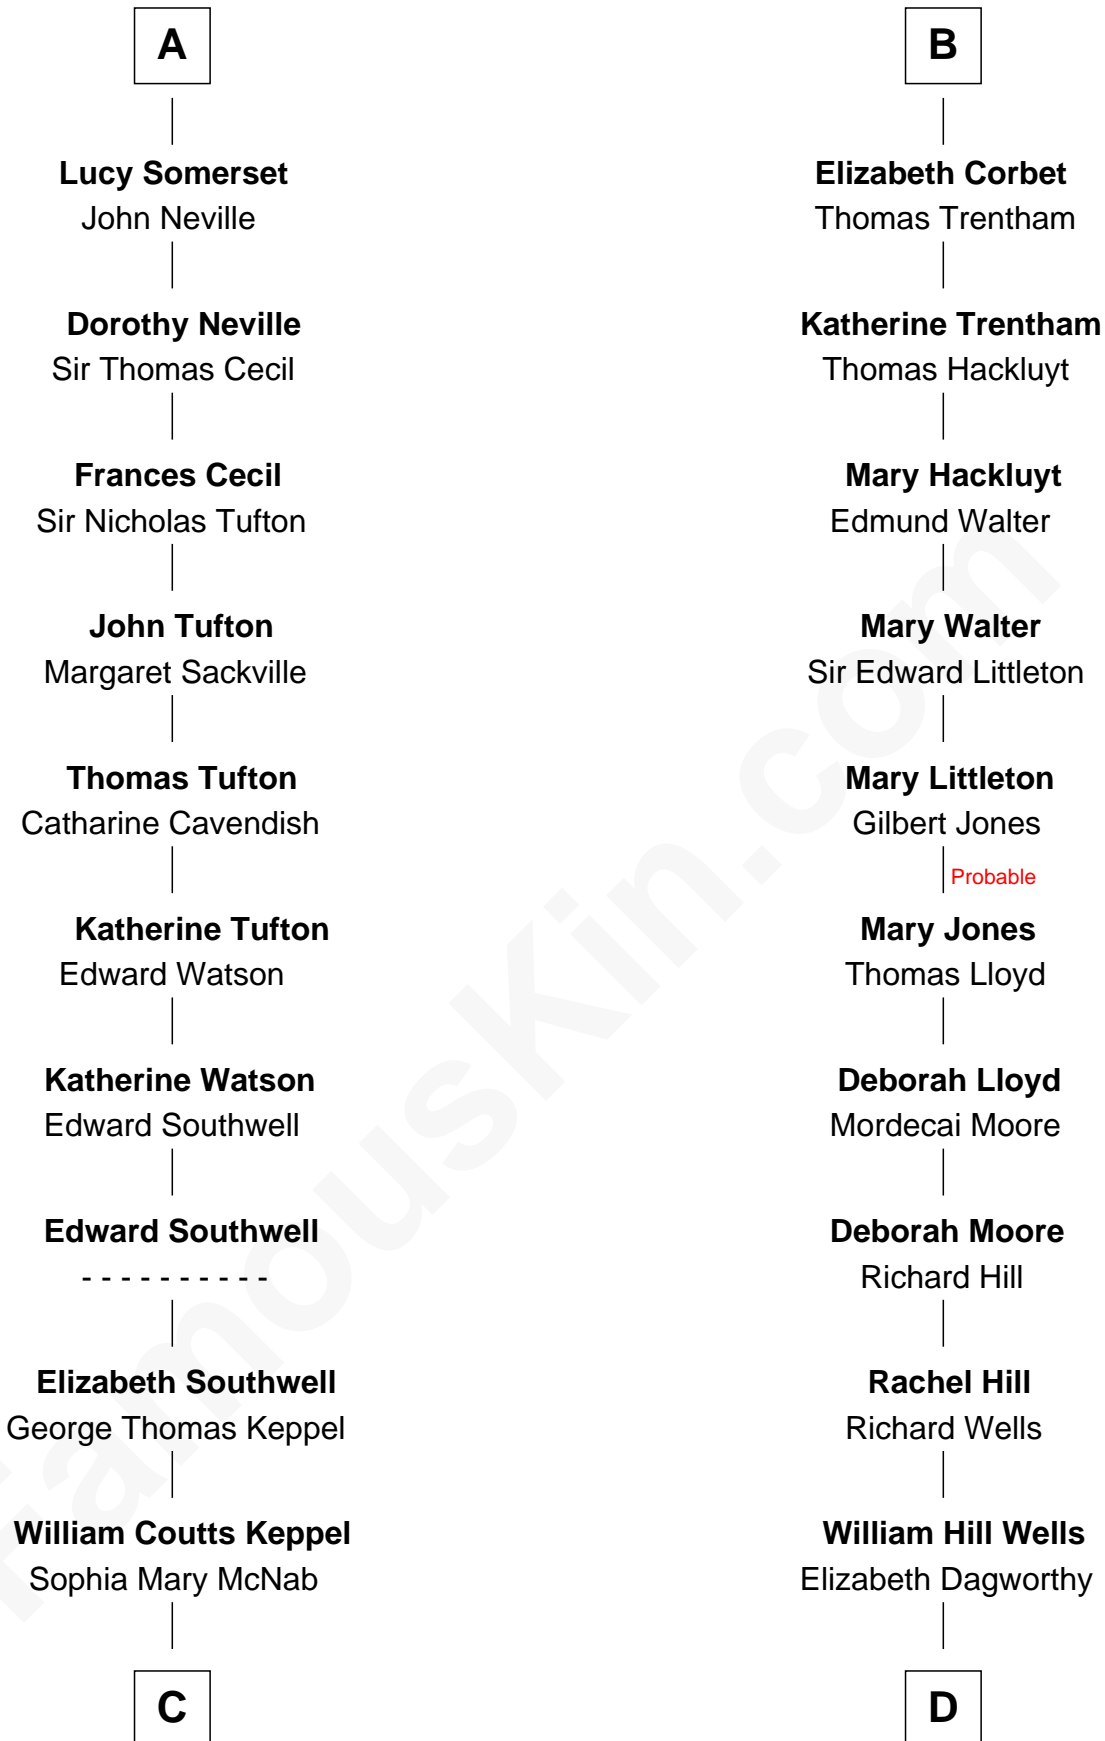 A
Lucy Somerset
John Neville
Dorothy Neville
Sir Thomas Cecil
Frances Cecil
Sir Nicholas Tufton
John Tufton
Margaret Sackville
Thomas Tufton
Catharine Cavendish
Katherine Tufton
Edward Watson
Katherine Watson
Edward Southwell
Edward Southwell
- - - - - - - - - -
Elizabeth Southwell
George Thomas Keppel
William Coutts Keppel
Sophia Mary McNab
C
B
Elizabeth Corbet
Thomas Trentham
Katherine Trentham
Thomas Hackluyt
Mary Hackluyt
Edmund Walter
Mary Walter
Sir Edward Littleton
Mary Littleton
Gilbert Jones
Probable
Mary Jones
Thomas Lloyd
Deborah Lloyd
Mordecai Moore
Deborah Moore
Richard Hill
Rachel Hill
Richard Wells
William Hill Wells
Elizabeth Dagworthy
D
FamousKin.com